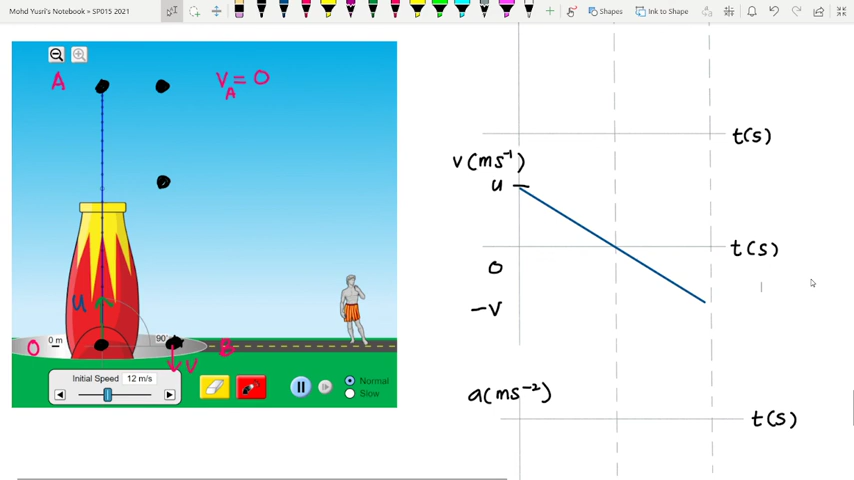 Mohd Yusri's Notebook » SP015 2021
Shapes
Ink to Shape
A
V_A = 0
U
O
0 m
90°
B
V
Initial Speed 12 m/s
Normal
Slow
t(s)
v(ms⁻¹)
u
t(s)
0
-v
a(ms⁻²)
t(s)